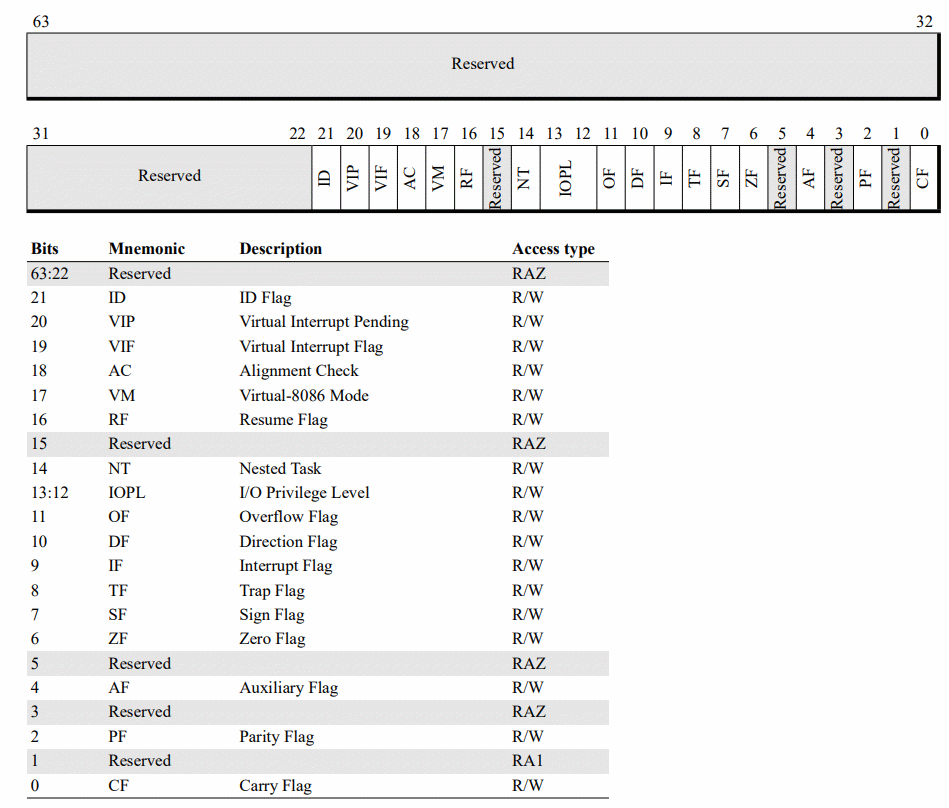 63 32
Reserved
31 22 21 20 19 18 17 16 15 14 13 12 11 10 9 8 7 6 5 4 3 2 1 0
Reserved ID VIP VIF AC VM RF Reserved NT IOPL OF DF IF TF SF ZF Reserved AF Reserved PF Reserved CF
Bits Mnemonic Description Access type
63:22 Reserved RAZ
21 ID ID Flag R/W
20 VIP Virtual Interrupt Pending R/W
19 VIF Virtual Interrupt Flag R/W
18 AC Alignment Check R/W
17 VM Virtual-8086 Mode R/W
16 RF Resume Flag R/W
15 Reserved RAZ
14 NT Nested Task R/W
13:12 IOPL I/O Privilege Level R/W
11 OF Overflow Flag R/W
10 DF Direction Flag R/W
9 IF Interrupt Flag R/W
8 TF Trap Flag R/W
7 SF Sign Flag R/W
6 ZF Zero Flag R/W
5 Reserved RAZ
4 AF Auxiliary Flag R/W
3 Reserved RAZ
2 PF Parity Flag R/W
1 Reserved RA1
0 CF Carry Flag R/W